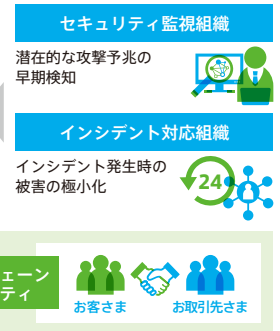 セキュリティ監視組織
潜在的な攻撃予兆の
早期検知
インシデント対応組織
インシデント発生時の
被害の極小化
24
ェーン
ティ
お客さま
お取引先さま